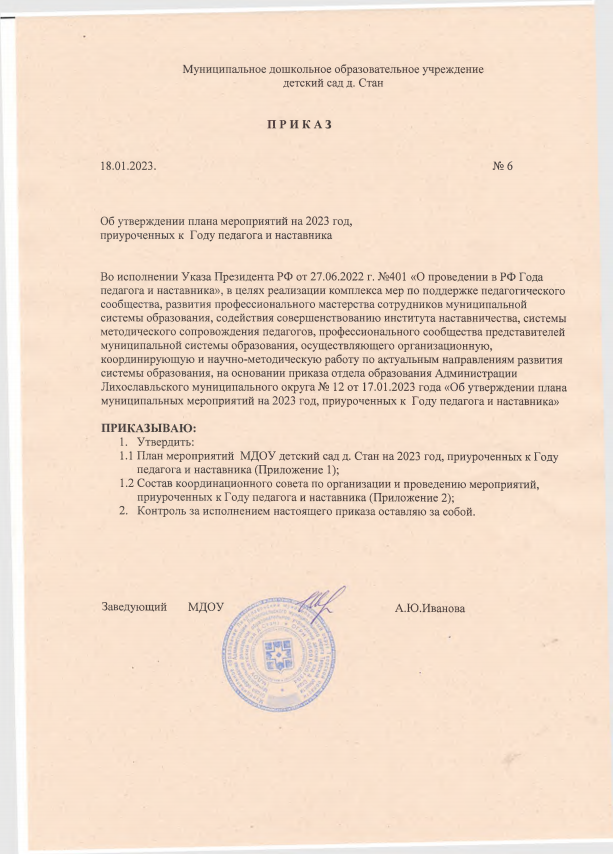 Муниципальное дошкольное образовательное учреждение
детский сад д. Стан
П Р И К А З
18.01.2023. № 6
Об утверждении плана мероприятий на 2023 год,
приуроченных к Году педагога и наставника
Во исполнении Указа Президента РФ от 27.06.2022 г. №401 «О проведении в РФ Года
педагога и наставника», в целях реализации комплекса мер по поддержке педагогического
сообщества, развития профессионального мастерства сотрудников муниципальной
системы образования, содействия совершенствованию института наставничества, системы
методического сопровождения педагогов, профессионального сообщества представителей
муниципальной системы образования, осуществляющего организационную,
координирующую и научно-методическую работу по актуальным направлениям развития
системы образования, на основании приказа отдела образования Администрации
Лихославльского муниципального округа № 12 от 17.01.2023 года «Об утверждении плана
муниципальных мероприятий на 2023 год, приуроченных к Году педагога и наставника»
ПРИКАЗЫВАЮ:
1. Утвердить:
1.1 План мероприятий МДОУ детский сад д. Стан на 2023 год, приуроченных к Году
педагога и наставника (Приложение 1);
1.2 Состав координационного совета по организации и проведению мероприятий,
приуроченных к Году педагога и наставника (Приложение 2);
2. Контроль за исполнением настоящего приказа оставляю за собой.
Заведующий МДОУ А.Ю.Иванова